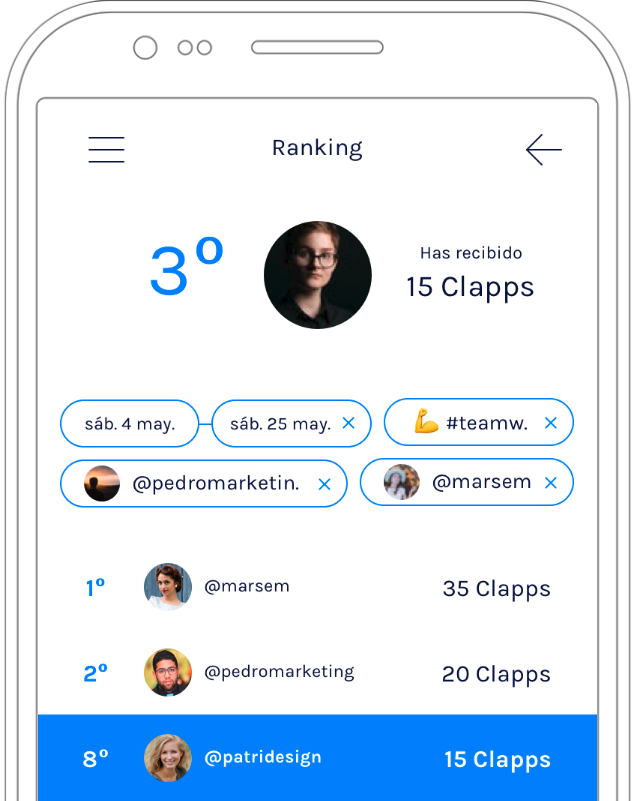 Ranking
3º
Has recibido
15 Clapps
sáb. 4 may.
sáb. 25 may.
#teamw.
@pedromarketin.
@marsem
1º @marsem 35 Clapps
2º @pedromarketing 20 Clapps
8º @patridesign 15 Clapps